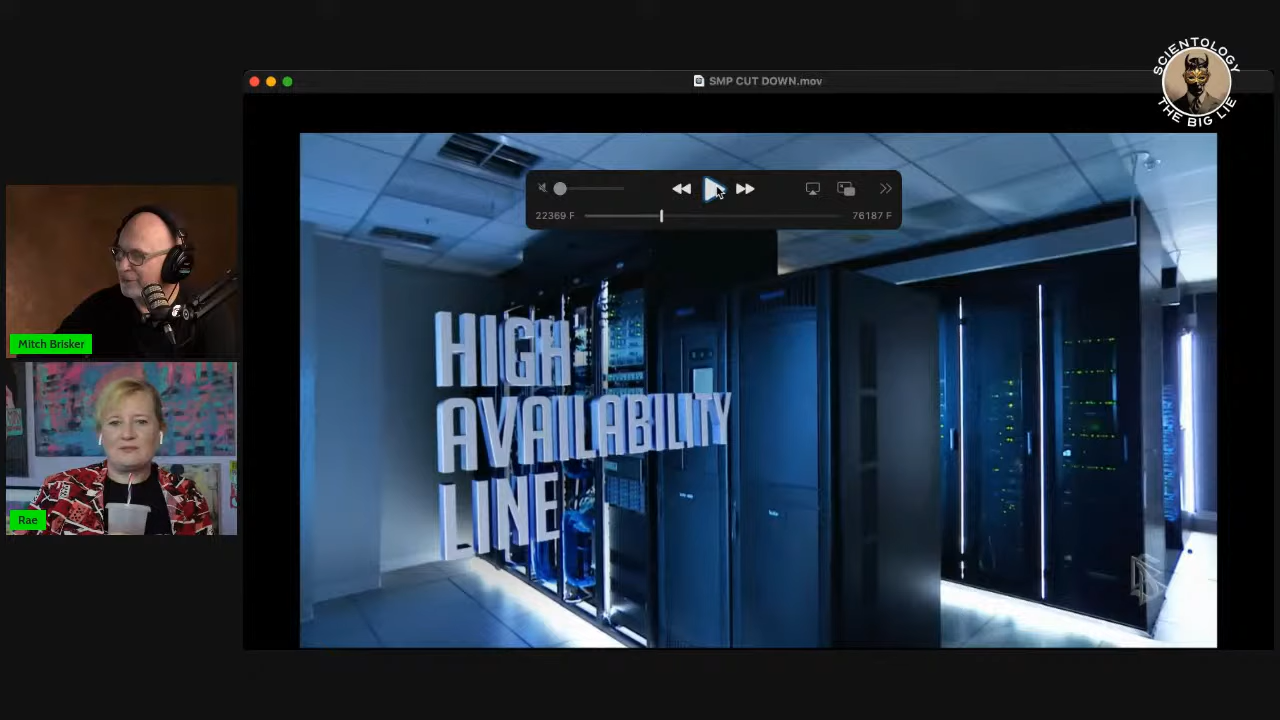 SMP CUT DOWN.mov
SCIENTOLOGY
THE BIG LIE
22369 F
76187 F
HIGH
AVAILABILITY
LINE
Mitch Brisker
Rae